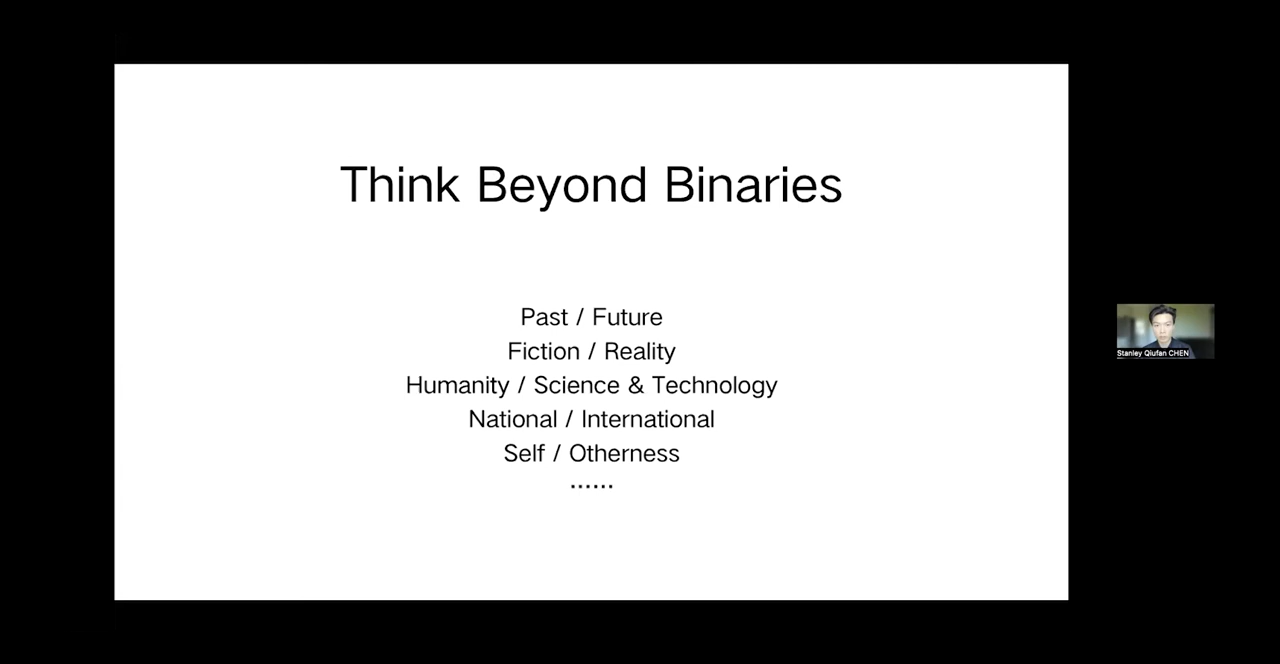 Think Beyond Binaries
Past / Future
Fiction / Reality
Humanity / Science & Technology
National / International
Self / Otherness
......
Stanley Qiufan CHEN